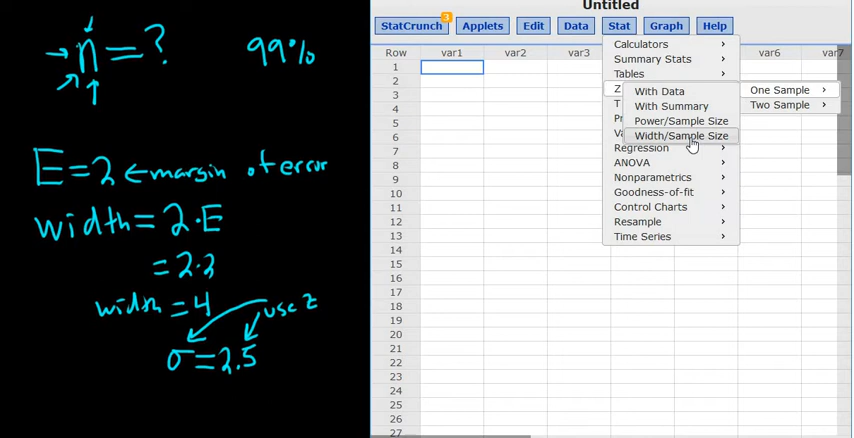 n = ?
99%
E = 2 ← margin of error
width = 2 · E
= 2 · 2
width = 4
use z
σ = 2.5
Untitled
StatCrunch
3
Applets
Edit
Data
Stat
Graph
Help
Row
var1
var2
var3
var6
var7
Calculators
Summary Stats
Tables
Z
T
Pr
Va
Regression
ANOVA
Nonparametrics
Goodness-of-fit
Control Charts
Resample
Time Series
With Data
With Summary
Power/Sample Size
Width/Sample Size
One Sample
Two Sample
1
2
3
4
5
6
7
8
9
10
11
12
13
14
15
16
17
18
19
20
21
22
23
24
25
26
27